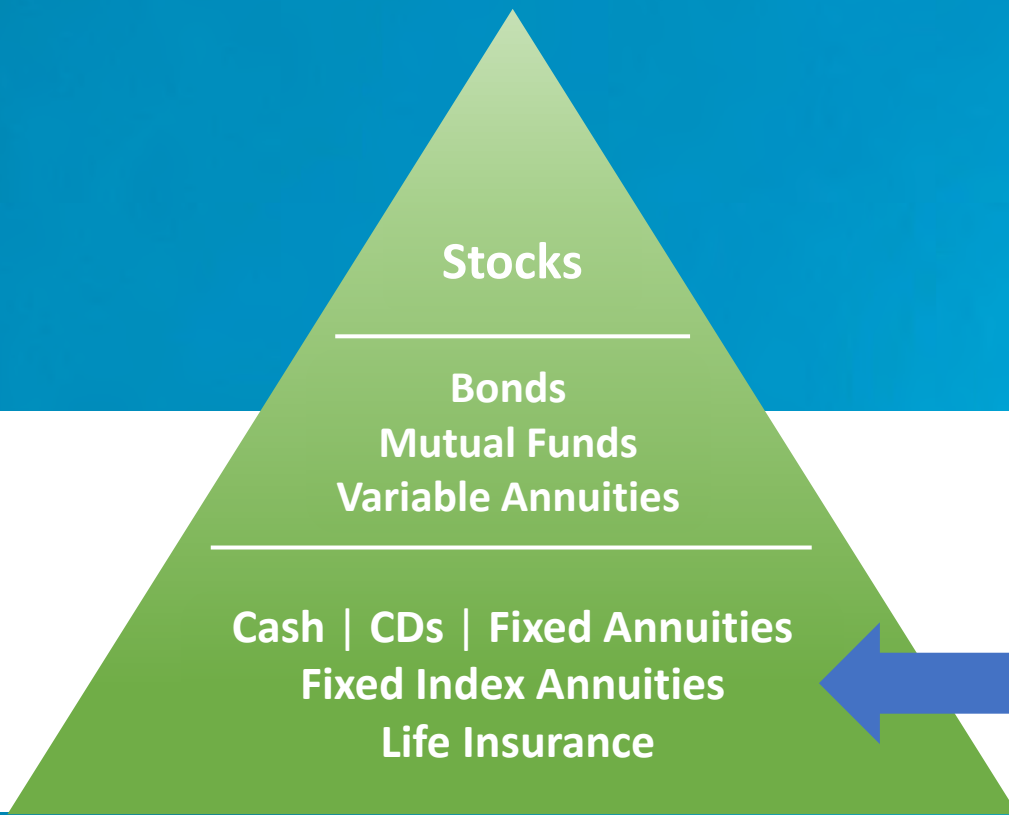 Stocks
Bonds
Mutual Funds
Variable Annuities
Cash | CDs | Fixed Annuities
Fixed Index Annuities
Life Insurance